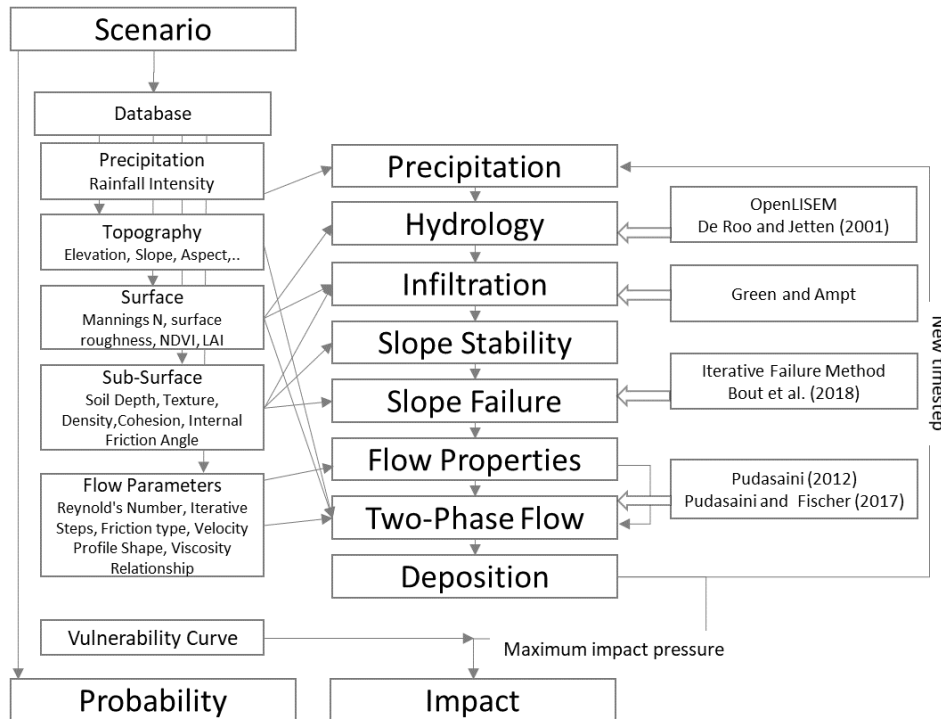 Scenario
Database
Precipitation
Rainfall Intensity
Topography
Elevation, Slope, Aspect,..
Surface
Mannings N, surface
roughness, NDVI, LAI
Sub-Surface
Soil Depth, Texture,
Density,Cohesion, Internal
Friction Angle
Flow Parameters
Reynold's Number, Iterative
Steps, Friction type, Velocity
Profile Shape, Viscosity
Relationship
Vulnerability Curve
Probability
Precipitation
Hydrology
Infiltration
Slope Stability
Slope Failure
Flow Properties
Two-Phase Flow
Deposition
Maximum impact pressure
Impact
OpenLISEM
De Roo and Jetten (2001)
Green and Ampt
Iterative Failure Method
Bout et al. (2018)
Pudasaini (2012)
Pudasaini and Fischer (2017)
New timestep